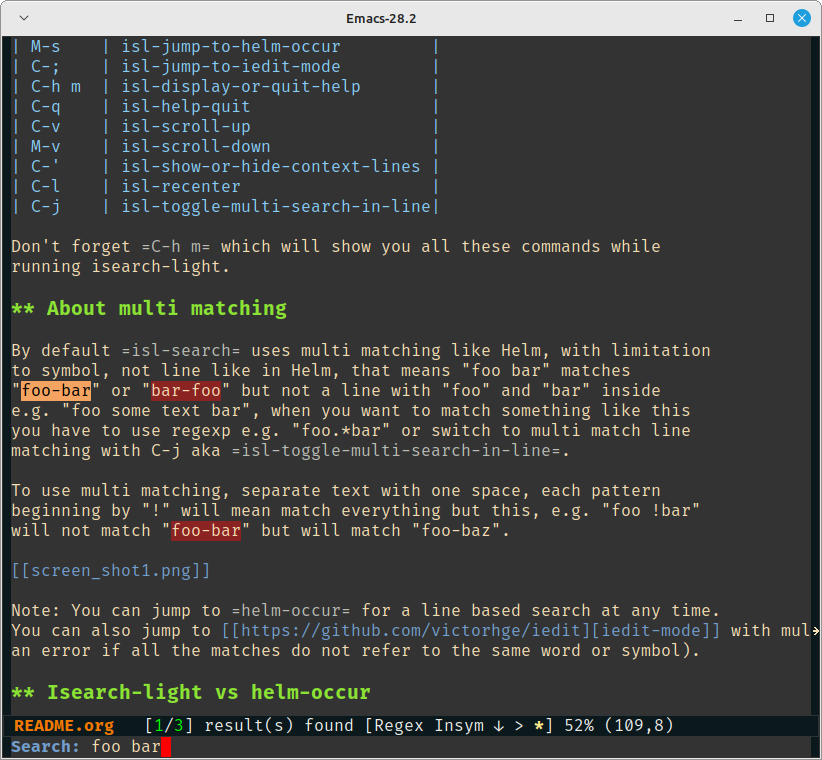 Emacs-28.2
| M-s    | isl-jump-to-helm-occur         |
| C-;    | isl-jump-to-iedit-mode         |
| C-h m  | isl-display-or-quit-help       |
| C-q    | isl-help-quit                  |
| C-v    | isl-scroll-up                  |
| M-v    | isl-scroll-down                |
| C-'    | isl-show-or-hide-context-lines |
| C-l    | isl-recenter                   |
| C-j    | isl-toggle-multi-search-in-line|
Don't forget =C-h m= which will show you all these commands while
running isearch-light.
** About multi matching
By default =isl-search= uses multi matching like Helm, with limitation
to symbol, not line like in Helm, that means "foo bar" matches
"foo-bar" or "bar-foo" but not a line with "foo" and "bar" inside
e.g. "foo some text bar", when you want to match something like this
you have to use regexp e.g. "foo.*bar" or switch to multi match line
matching with C-j aka =isl-toggle-multi-search-in-line=.
To use multi matching, separate text with one space, each pattern
beginning by "!" will mean match everything but this, e.g. "foo !bar"
will not match "foo-bar" but will match "foo-baz".
[[screen_shot1.png]]
Note: You can jump to =helm-occur= for a line based search at any time.
You can also jump to [[https://github.com/victorhge/iedit][iedit-mode]] with mul
an error if all the matches do not refer to the same word or symbol).
** Isearch-light vs helm-occur
README.org   [1/3] result(s) found [Regex Insym ↓ > *] 52% (109,8)
Search: foo bar